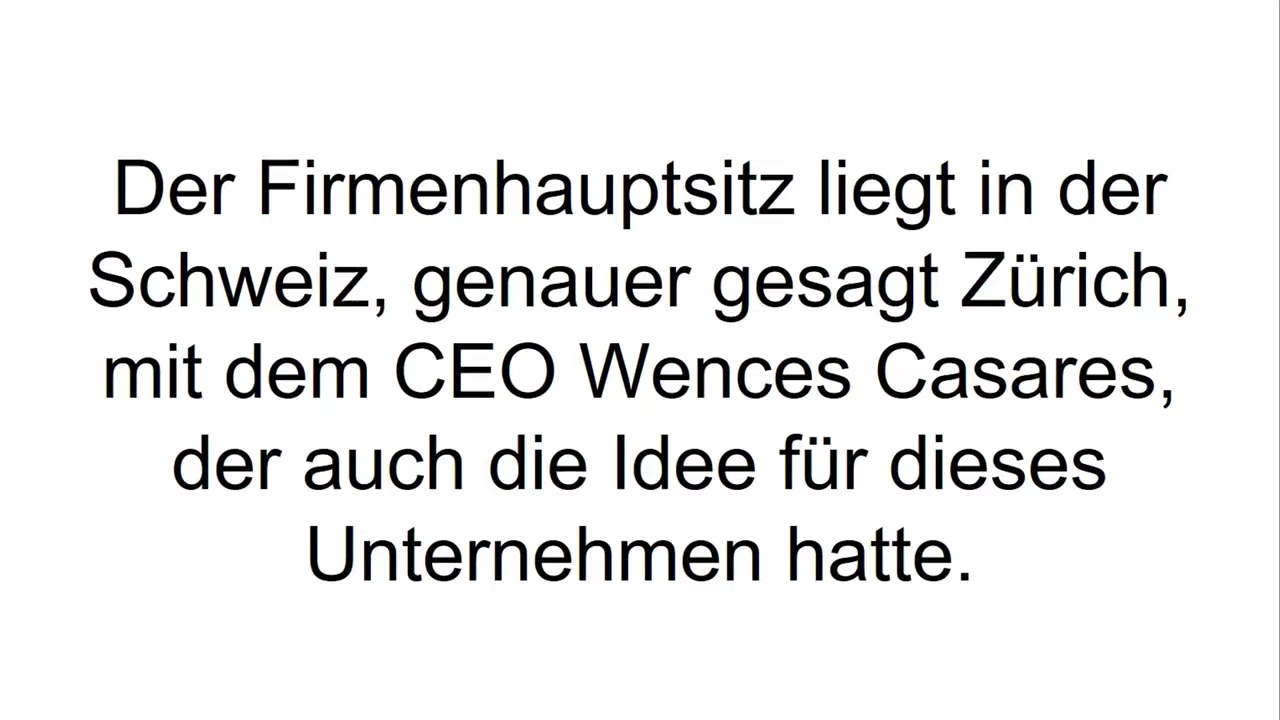 Der Firmenhauptsitz liegt in der
Schweiz, genauer gesagt Zürich,
mit dem CEO Wences Casares,
der auch die Idee für dieses
Unternehmen hatte.